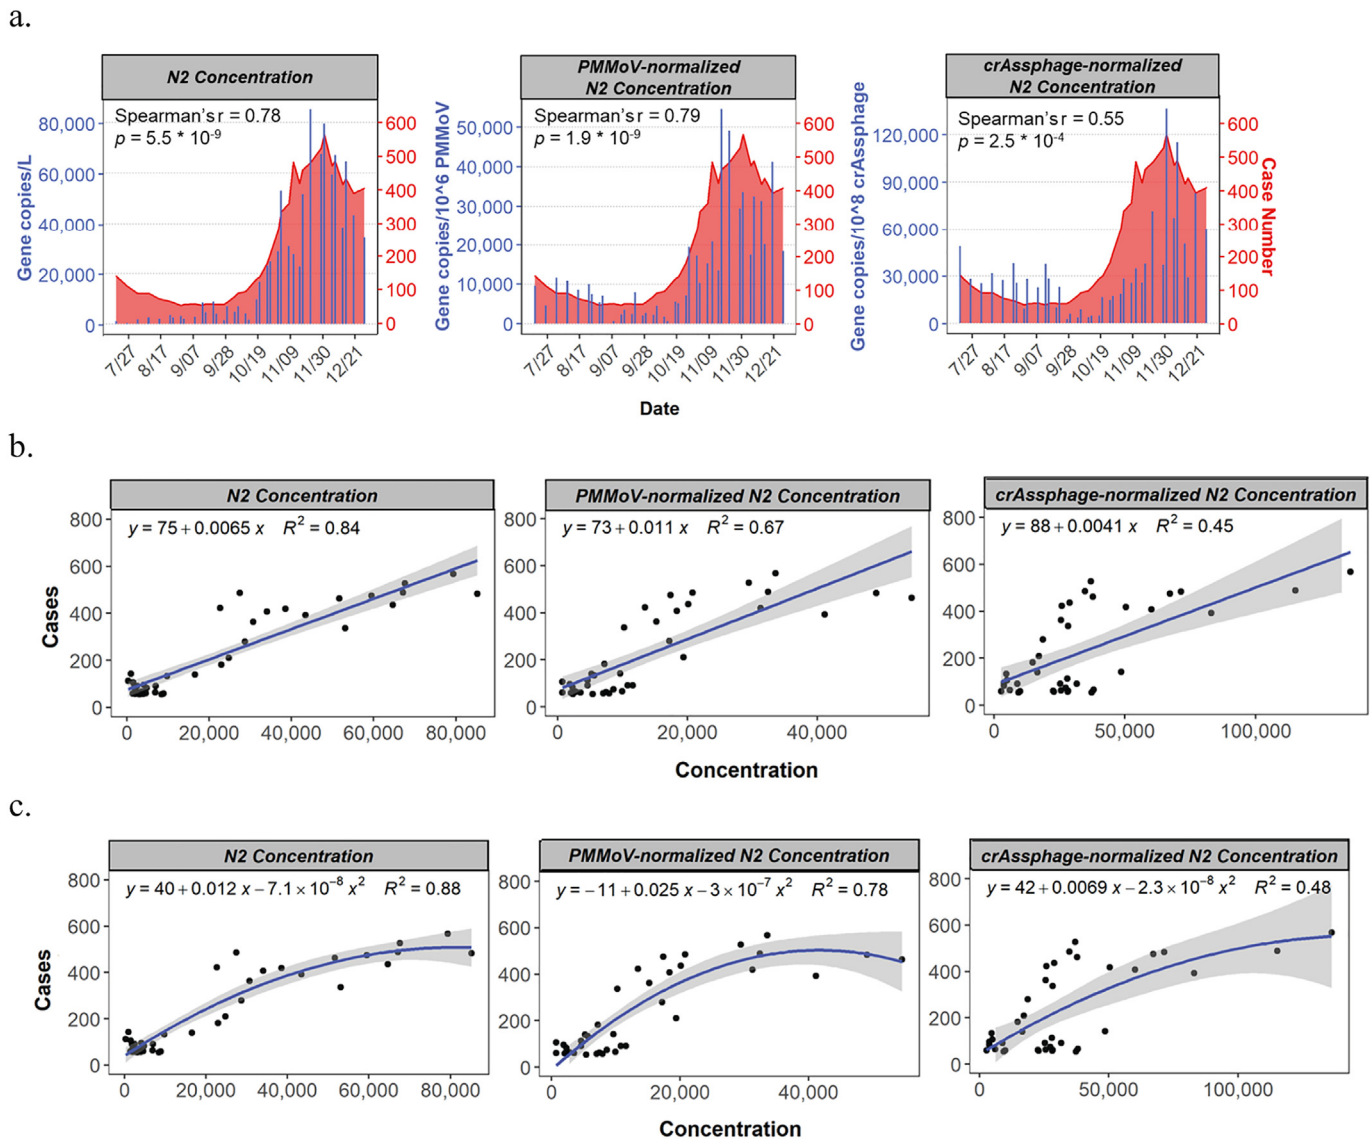 a.
N2 Concentration
PMMoV-normalized
N2 Concentration
crAssphage-normalized
N2 Concentration
Spearman's r = 0.78
p = 5.5 * 10⁻⁹
Spearman's r = 0.79
p = 1.9 * 10⁻⁹
Spearman's r = 0.55
p = 2.5 * 10⁻⁴
Gene copies/L
80,000
60,000
40,000
20,000
0
600
500
400
300
200
100
0
7/27
8/17
9/07
9/28
10/19
11/09
11/30
12/21
Gene copies/10^6 PMMoV
50,000
40,000
30,000
20,000
10,000
0
600
500
400
300
200
100
0
7/27
8/17
9/07
9/28
10/19
11/09
11/30
12/21
Gene copies/10^8 crAssphage
120,000
90,000
60,000
30,000
0
600
500
400
300
200
100
0
Case Number
7/27
8/17
9/07
9/28
10/19
11/09
11/30
12/21
Date
b.
N2 Concentration
PMMoV-normalized N2 Concentration
crAssphage-normalized N2 Concentration
y = 75 + 0.0065 x R² = 0.84
y = 73 + 0.011 x R² = 0.67
y = 88 + 0.0041 x R² = 0.45
Cases
800
600
400
200
0
0 20,000 40,000 60,000 80,000
800
600
400
200
0
0 20,000 40,000
800
600
400
200
0
0 50,000 100,000
Concentration
c.
N2 Concentration
PMMoV-normalized N2 Concentration
crAssphage-normalized N2 Concentration
y = 40 + 0.012 x − 7.1 × 10⁻⁸ x² R² = 0.88
y = −11 + 0.025 x − 3 × 10⁻⁷ x² R² = 0.78
y = 42 + 0.0069 x − 2.3 × 10⁻⁸ x² R² = 0.48
Cases
800
600
400
200
0
0 20,000 40,000 60,000 80,000
800
600
400
200
0
0 20,000 40,000
800
600
400
200
0
0 50,000 100,000
Concentration